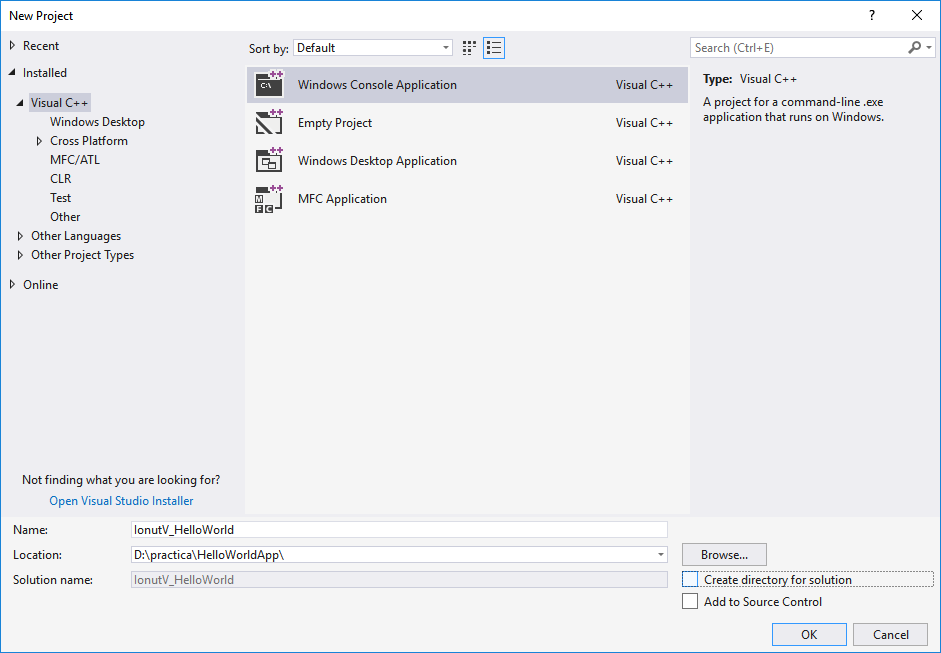 New Project
?
Recent
Installed
Visual C++
Windows Desktop
Cross Platform
MFC/ATL
CLR
Test
Other
Other Languages
Other Project Types
Online
Not finding what you are looking for?
Open Visual Studio Installer
Sort by: Default
C:\ ++ Windows Console Application Visual C++
++ Empty Project Visual C++
++ Windows Desktop Application Visual C++
MFC ++ MFC Application Visual C++
Search (Ctrl+E)
Type: Visual C++
A project for a command-line .exe
application that runs on Windows.
Name: IonutV_HelloWorld
Location: D:\practica\HelloWorldApp\ Browse...
Solution name: IonutV_HelloWorld
Create directory for solution
Add to Source Control
OK Cancel